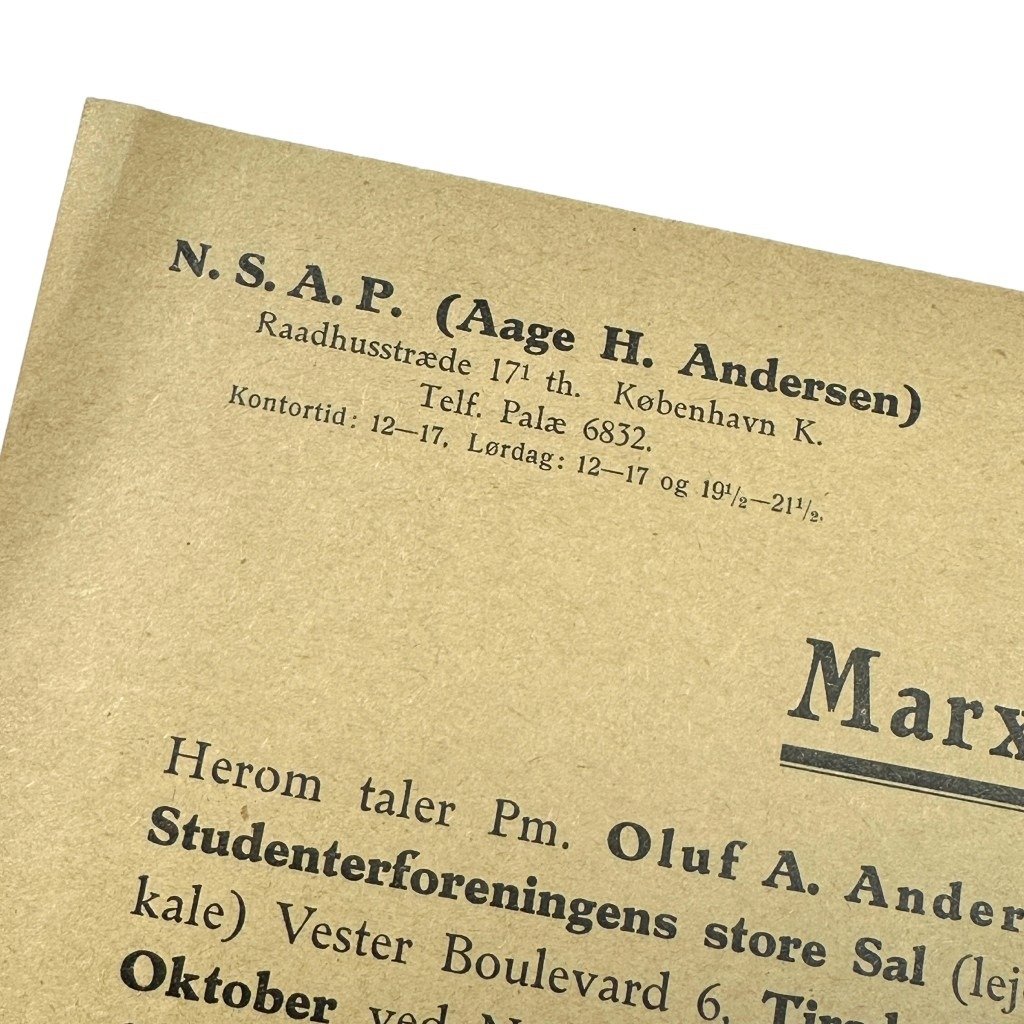 N. S. A. P. (Aage H. Andersen)
Raadhusstræde 17¹ th. København K.
Telf. Palæ 6832.
Kontortid: 12—17. Lørdag: 12—17 og 19¹/₂—21¹/₂.
Marx
Herom taler Pm. Oluf A. Ander
Studenterforeningens store Sal (lej
kale) Vester Boulevard 6,
Oktober ved